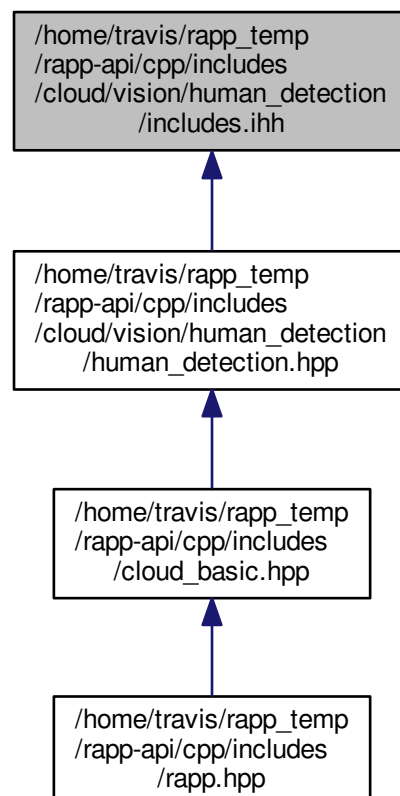 /home/travis/rapp_temp
/rapp-api/cpp/includes
/cloud/vision/human_detection
/includes.ihh
/home/travis/rapp_temp
/rapp-api/cpp/includes
/cloud/vision/human_detection
/human_detection.hpp
/home/travis/rapp_temp
/rapp-api/cpp/includes
/cloud_basic.hpp
/home/travis/rapp_temp
/rapp-api/cpp/includes
/rapp.hpp